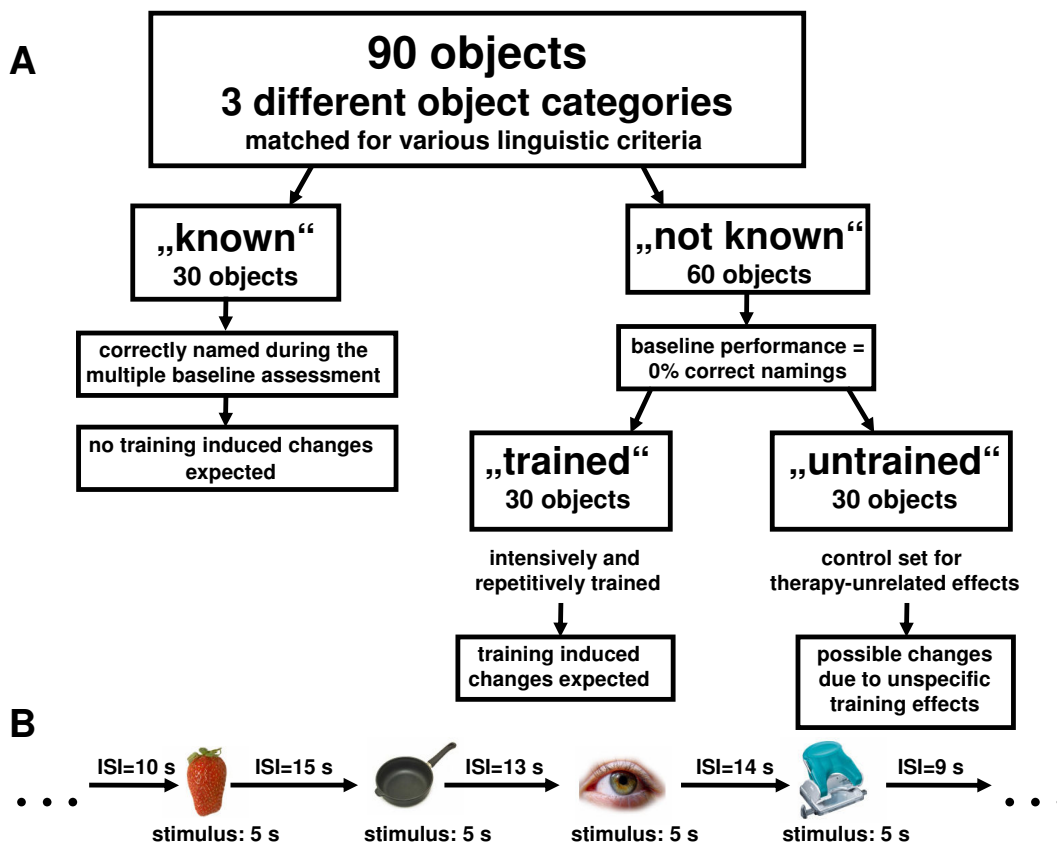 A
90 objects
3 different object categories
matched for various linguistic criteria
„known“
30 objects
„not known“
60 objects
correctly named during the
multiple baseline assessment
baseline performance =
0% correct namings
no training induced changes
expected
„trained“
30 objects
„untrained“
30 objects
intensively and
repetitively trained
control set for
therapy-unrelated effects
training induced
changes expected
possible changes
due to unspecific
training effects
B
. . . ISI=10 s ISI=15 s ISI=13 s ISI=14 s ISI=9 s . . .
stimulus: 5 s stimulus: 5 s stimulus: 5 s stimulus: 5 s